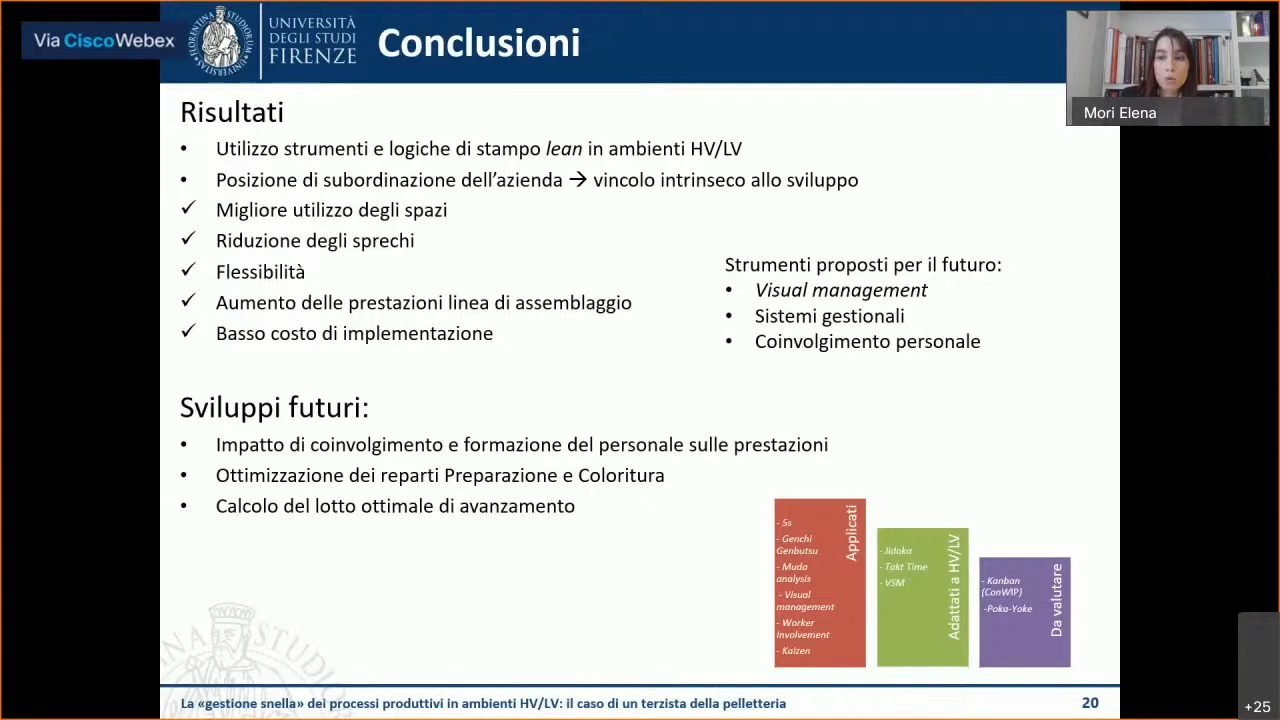 Via CiscoWebex
UNIVERSITÀ
DEGLI STUDI
FIRENZE
Conclusioni
Mori Elena
Risultati
• Utilizzo strumenti e logiche di stampo lean in ambienti HV/LV
• Posizione di subordinazione dell'azienda → vincolo intrinseco allo sviluppo
✓ Migliore utilizzo degli spazi
✓ Riduzione degli sprechi
✓ Flessibilità
✓ Aumento delle prestazioni linea di assemblaggio
✓ Basso costo di implementazione
Strumenti proposti per il futuro:
• Visual management
• Sistemi gestionali
• Coinvolgimento personale
Sviluppi futuri:
• Impatto di coinvolgimento e formazione del personale sulle prestazioni
• Ottimizzazione dei reparti Preparazione e Coloritura
• Calcolo del lotto ottimale di avanzamento
- 5s
- Genchi
Genbutsu
- Muda
analysis
- Visual
management
- Worker
Involvement
- Kaizen
Applicati
- Jidoka
- Takt Time
- VSM
Adattati a HV/LV
- Kanban
(ConWIP)
-Poka-Yoke
Da valutare
La «gestione snella» dei processi produttivi in ambienti HV/LV: il caso di un terzista della pelletteria
20
+25